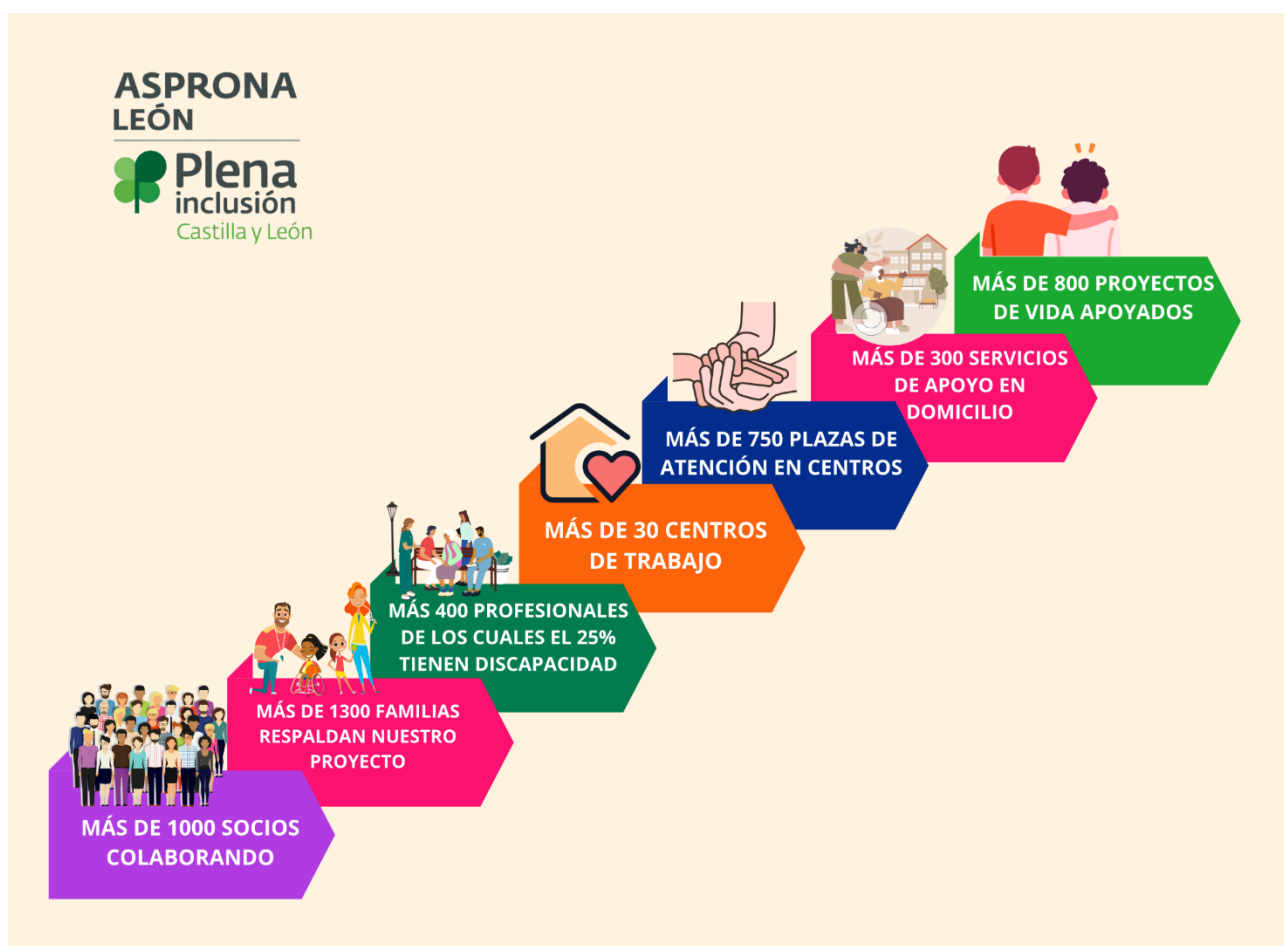 ASPRONA
LEÓN
Plena
inclusión
Castilla y León
MÁS DE 1000 SOCIOS
COLABORANDO
MÁS DE 1300 FAMILIAS
RESPALDAN NUESTRO
PROYECTO
MÁS 400 PROFESIONALES
DE LOS CUALES EL 25%
TIENEN DISCAPACIDAD
MÁS DE 30 CENTROS
DE TRABAJO
MÁS DE 750 PLAZAS DE
ATENCIÓN EN CENTROS
MÁS DE 300 SERVICIOS
DE APOYO EN
DOMICILIO
MÁS DE 800 PROYECTOS
DE VIDA APOYADOS